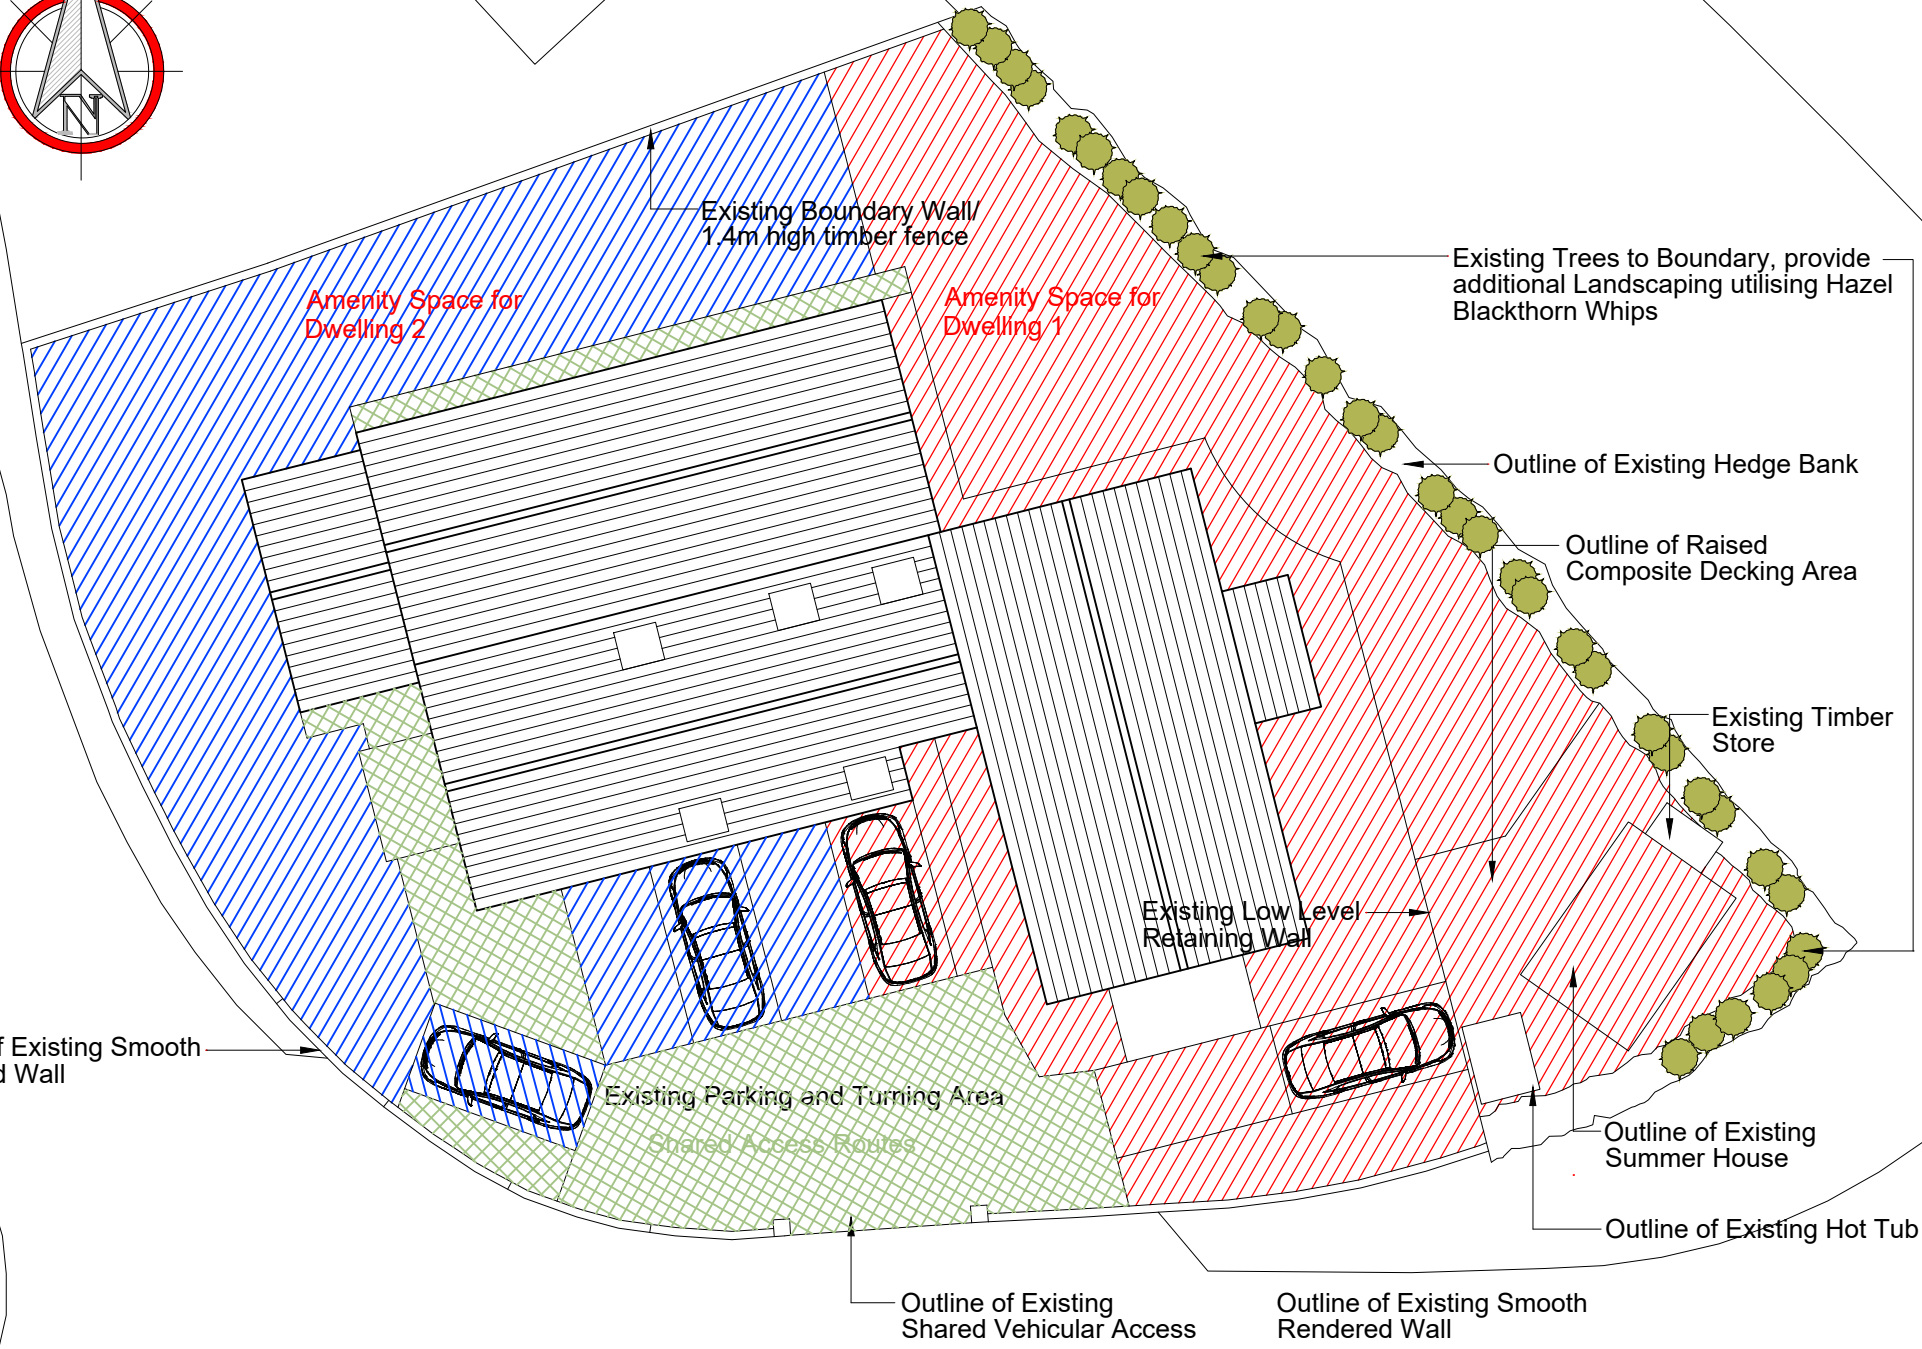 N
Existing Boundary Wall/
1.4m high timber fence
Amenity Space for
Dwelling 2
Amenity Space for
Dwelling 1
Existing Trees to Boundary, provide
additional Landscaping utilising Hazel
Blackthorn Whips
Outline of Existing Hedge Bank
Outline of Raised
Composite Decking Area
Existing Timber
Store
Existing Low Level
Retaining Wall
f Existing Smooth
d Wall
Existing Parking and Turning Area
Shared Access Routes
Outline of Existing
Summer House
Outline of Existing Hot Tub
Outline of Existing
Shared Vehicular Access
Outline of Existing Smooth
Rendered Wall